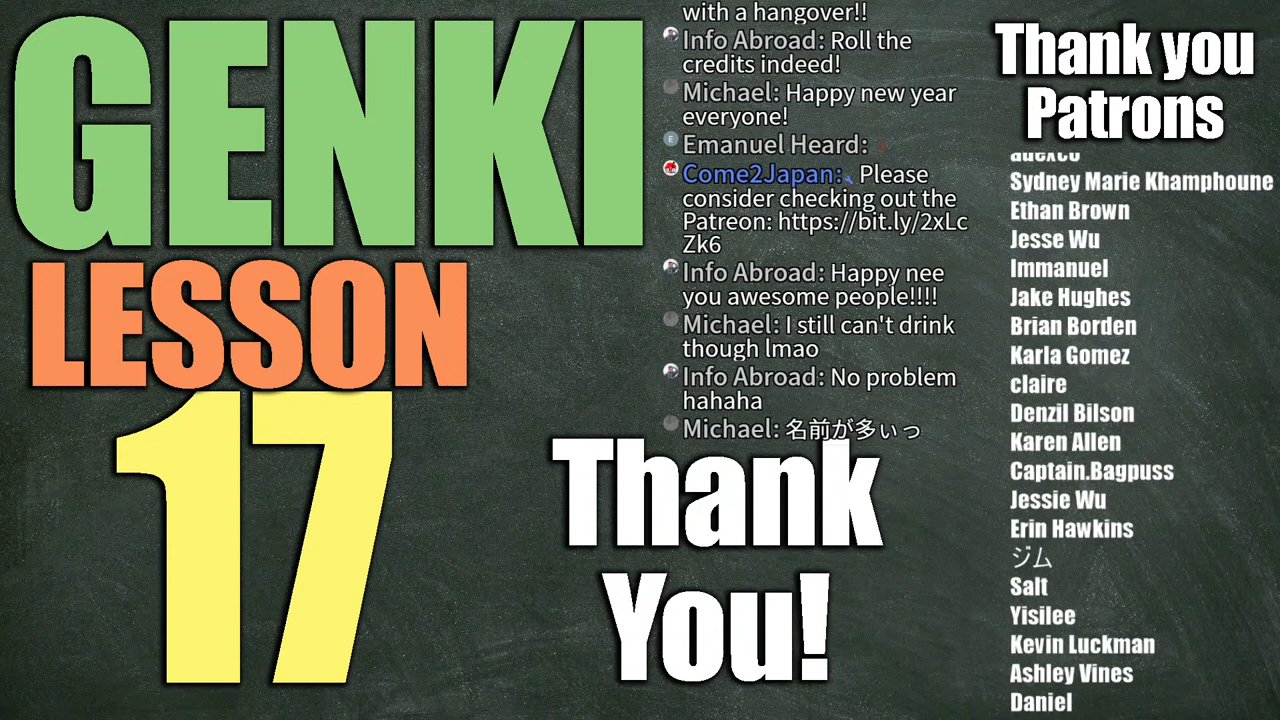 GENKI
LESSON
17
with a hangover!!
Info Abroad: Roll the
credits indeed!
Michael: Happy new year
everyone!
Emanuel Heard:
Come2Japan: Please
consider checking out the
Patreon: https://bit.ly/2xLc
Zk6
Info Abroad: Happy nee
you awesome people!!!!
Michael: I still can't drink
though lmao
Info Abroad: No problem
hahaha
Michael: 名前が多ぃっ
Thank
You!
Thank you
Patrons
Sydney Marie Khamphoune
Ethan Brown
Jesse Wu
Immanuel
Jake Hughes
Brian Borden
Karla Gomez
claire
Denzil Bilson
Karen Allen
Captain.Bagpuss
Jessie Wu
Erin Hawkins
ジム
Salt
Yisilee
Kevin Luckman
Ashley Vines
Daniel